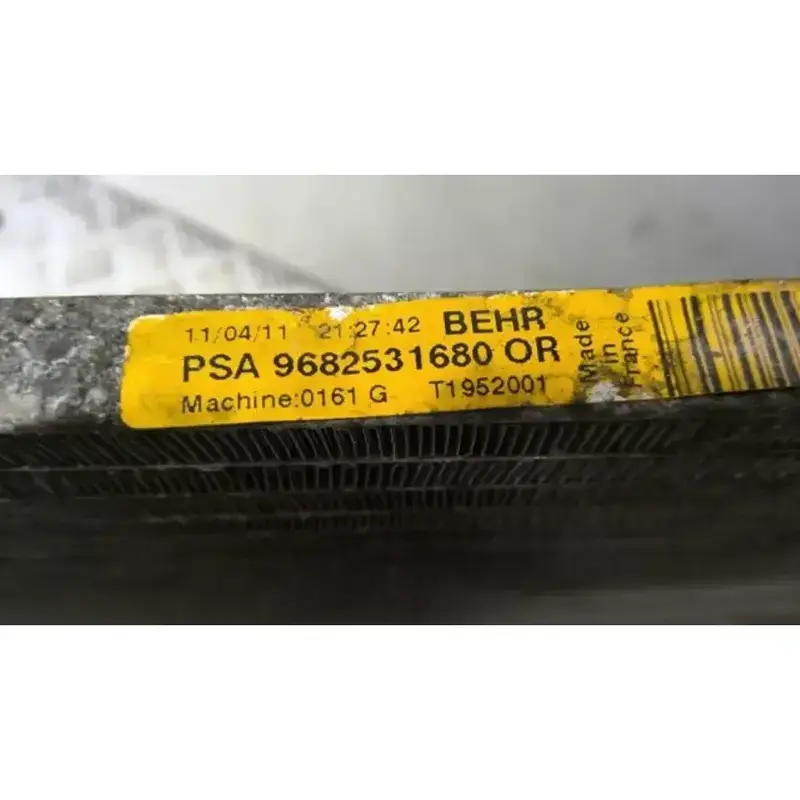 11/04/11 21:27:42 BEHR
PSA 9682531680 OR
Machine:0161 G T1952001
Made
in
France